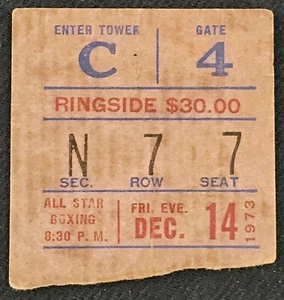 ENTER TOWER GATE
C 4
RINGSIDE $30.00
N 7 7
SEC. ROW SEAT
ALL STAR
BOXING
8:30 P. M.
FRI. EVE.
DEC. 14
1973